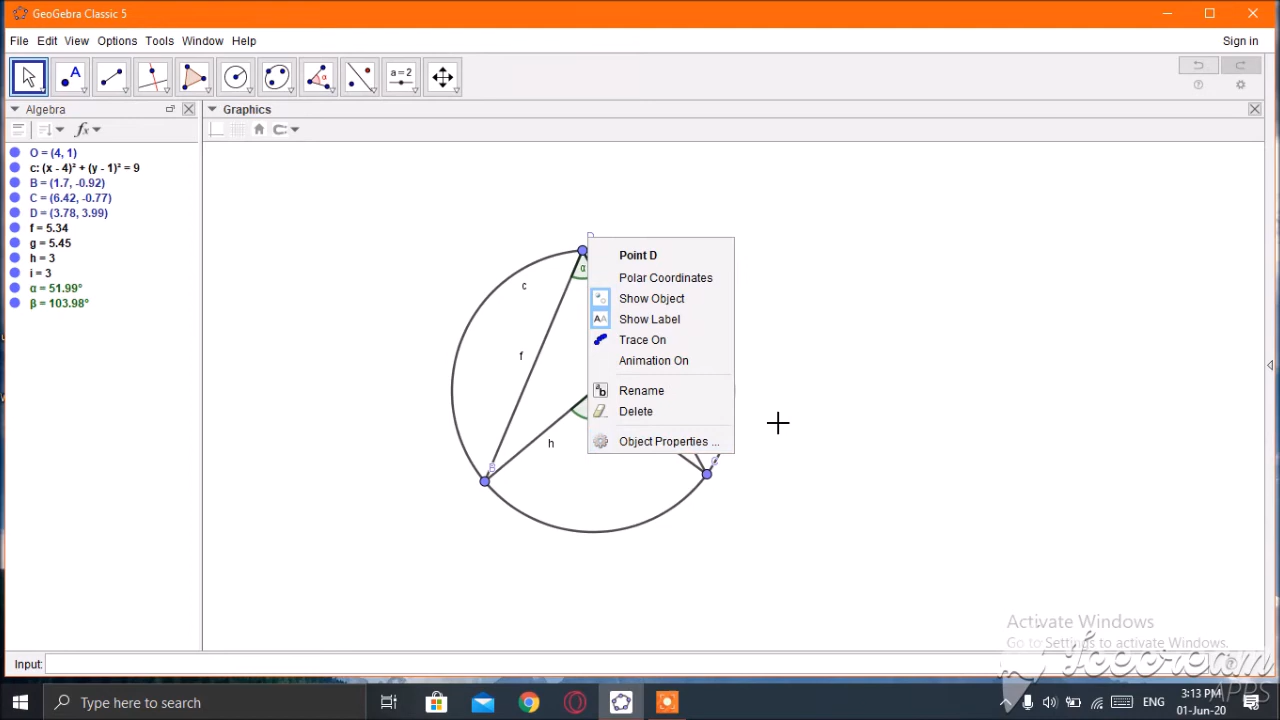 GeoGebra Classic 5
File Edit View Options Tools Window Help
Sign in
A
a=2
Algebra
Graphics
fx
O = (4, 1)
c: (x - 4)² + (y - 1)² = 9
B = (1.7, -0.92)
C = (6.42, -0.77)
D = (3.78, 3.99)
f = 5.34
g = 5.45
h = 3
i = 3
α = 51.99°
β = 103.98°
D
α
c
f
h
B
C
Point D
Polar Coordinates
Show Object
AA Show Label
Trace On
Animation On
Rename
Delete
Object Properties ...
Activate Windows
Go to Settings to activate Windows.
Icecream
APPS
Input:
Type here to search
ENG
3:13 PM
01-Jun-20